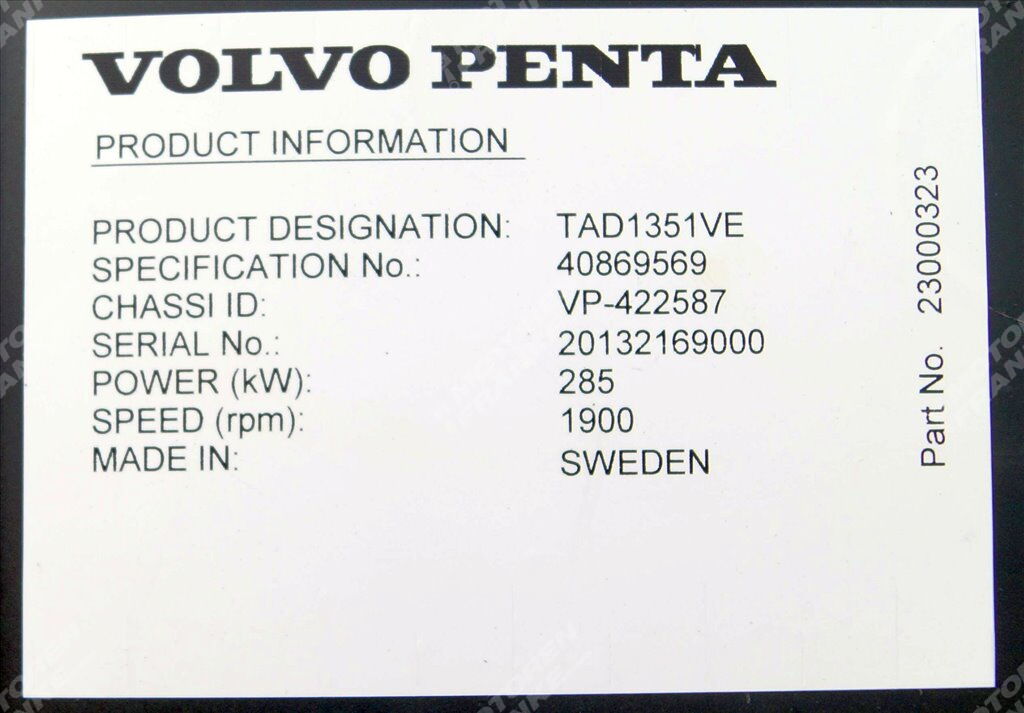 VOLVO PENTA
PRODUCT INFORMATION
PRODUCT DESIGNATION: TAD1351VE
SPECIFICATION No.: 40869569
CHASSI ID: VP-422587
SERIAL No.: 20132169000
POWER (kW): 285
SPEED (rpm): 1900
MADE IN: SWEDEN
Part No. 23000323